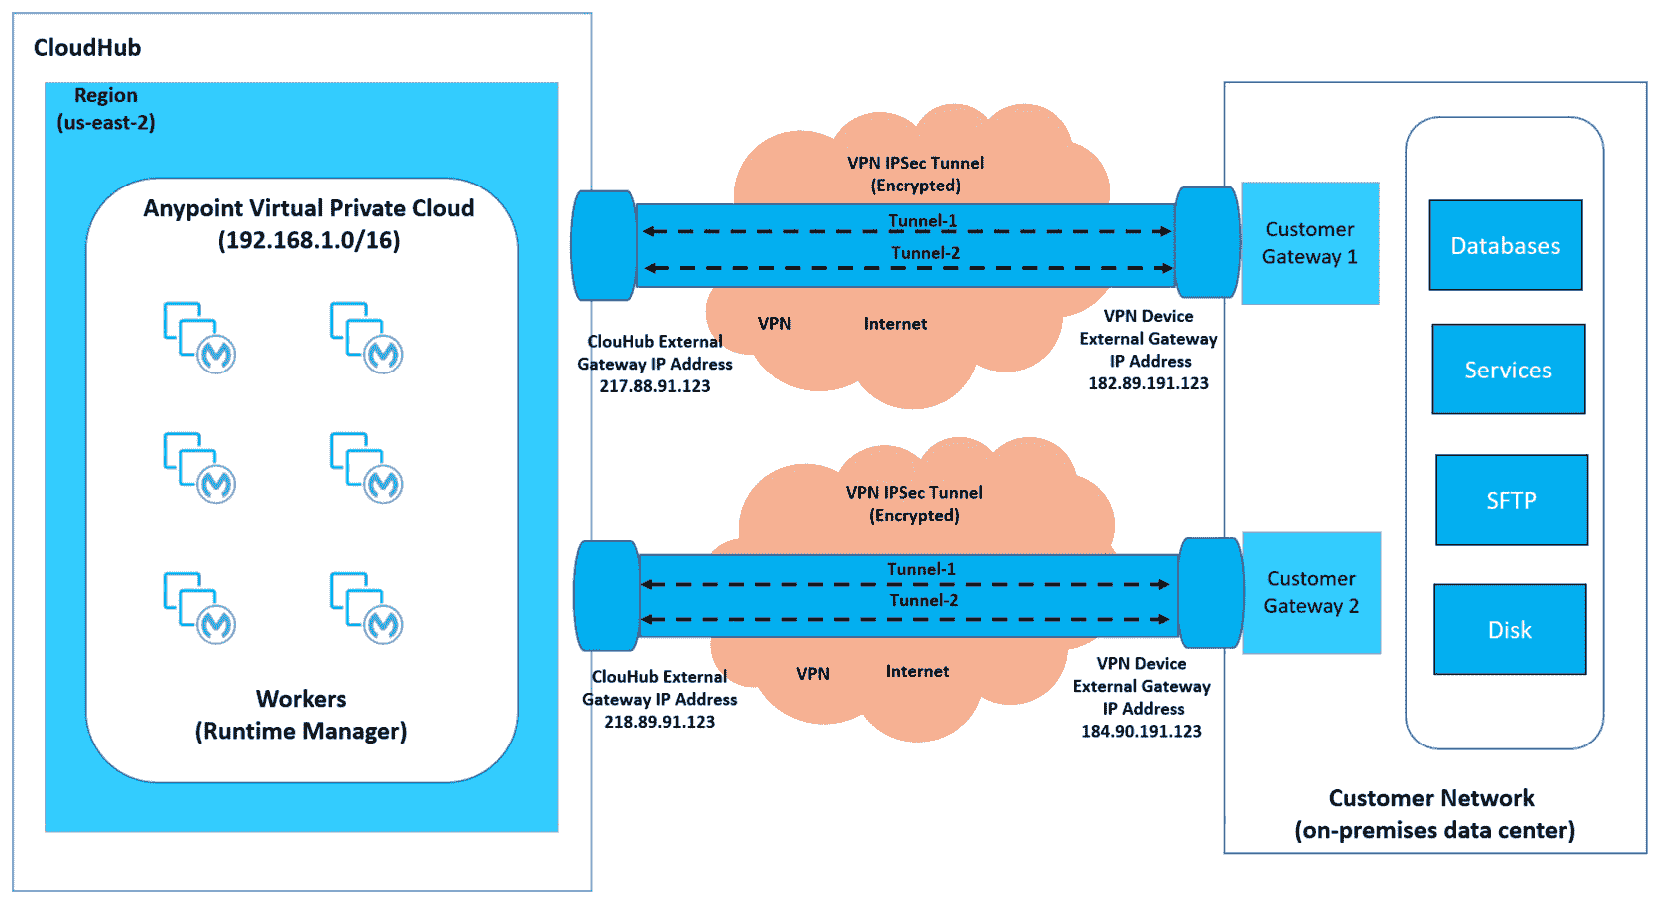 CloudHub
Region
(us-east-2)
Anypoint Virtual Private Cloud
(192.168.1.0/16)
Workers
(Runtime Manager)
VPN IPSec Tunnel
(Encrypted)
Tunnel-1
Tunnel-2
VPN
Internet
ClouHub External
Gateway IP Address
217.88.91.123
VPN Device
External Gateway
IP Address
182.89.191.123
Customer
Gateway 1
VPN IPSec Tunnel
(Encrypted)
Tunnel-1
Tunnel-2
VPN
Internet
ClouHub External
Gateway IP Address
218.89.91.123
VPN Device
External Gateway
IP Address
184.90.191.123
Customer
Gateway 2
Databases
Services
SFTP
Disk
Customer Network
(on-premises data center)